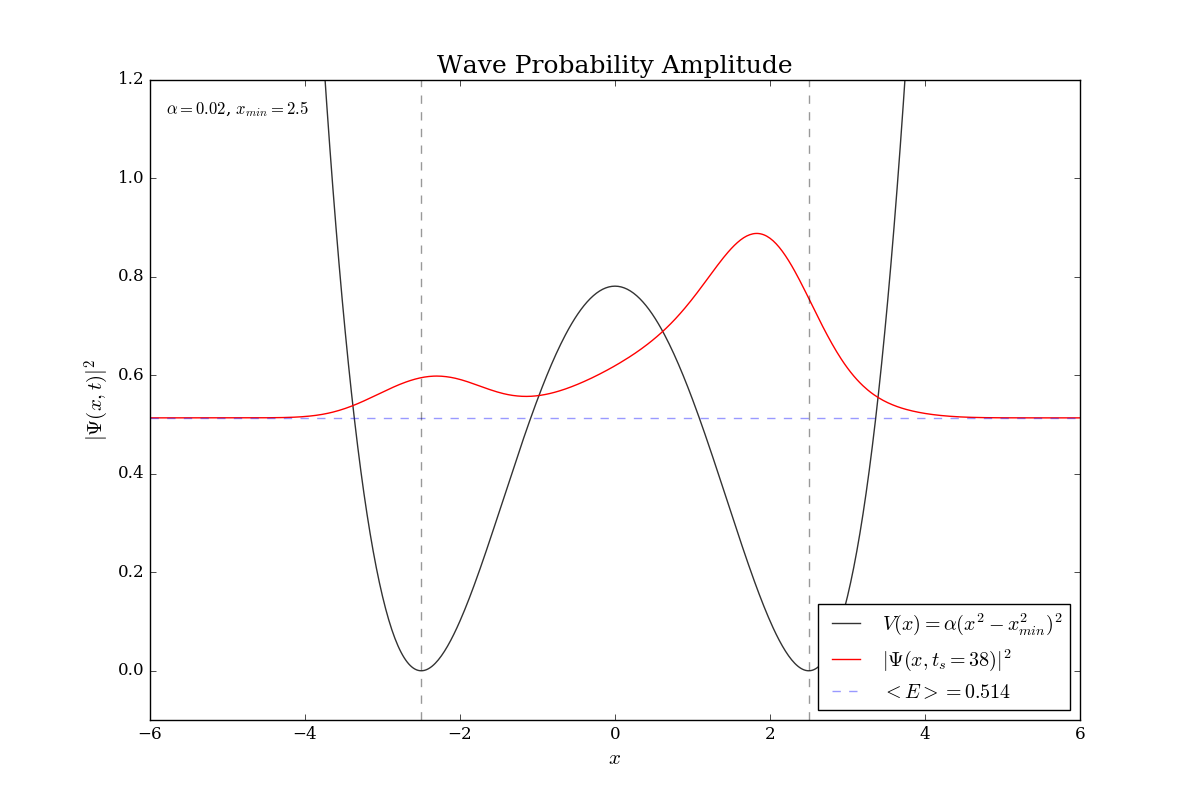 Wave Probability Amplitude
α = 0.02, x_min = 2.5
|Ψ(x, t)|²
1.2
1.0
0.8
0.6
0.4
0.2
0.0
−6
−4
−2
0
2
4
6
x
V(x) = α(x² − x²_min)²
|Ψ(x, t_s = 38)|²
< E > = 0.514